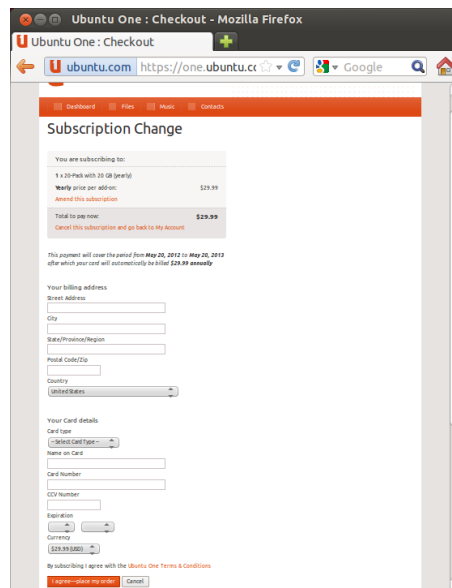 Ubuntu One : Checkout - Mozilla Firefox
Ubuntu One : Checkout
ubuntu.com https://one.ubuntu.cc Google
Dashboard Files Music Contacts
Subscription Change
You are subscribing to:
1 x 20-Pack with 20 GB (yearly)
Yearly price per add-on: $29.99
Amend this subscription
Total to pay now: $29.99
Cancel this subscription and go back to My Account
This payment will cover the period from May 20, 2012 to May 20, 2013
after which your card will automatically be billed $29.99 annually
Your billing address
Street Address
City
State/Province/Region
Postal Code/Zip
Country
United States
Your Card details
Card type
--Select Card Type--
Name on Card
Card Number
CCV Number
Expiration
Currency
$29.99 (USD)
By subscribing I agree with the Ubuntu One Terms & Conditions
I agree—place my order Cancel